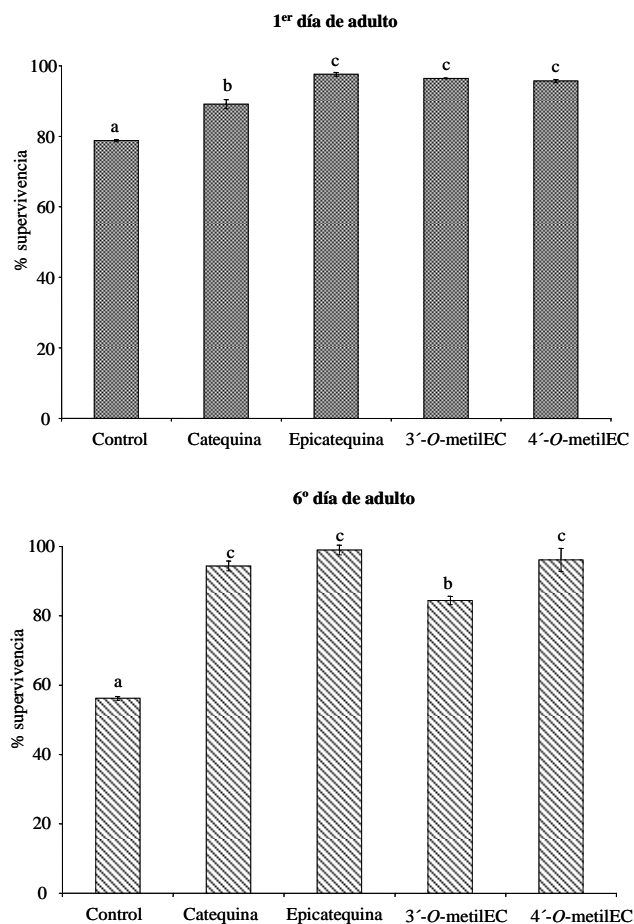 1er día de adulto
100
80
60
40
20
0
% supervivencia
a
b
c
c
c
Control Catequina Epicatequina 3´-O-metilEC 4´-O-metilEC
6º día de adulto
100
80
60
40
20
0
% supervivencia
a
c
c
b
c
Control Catequina Epicatequina 3´-O-metilEC 4´-O-metilEC